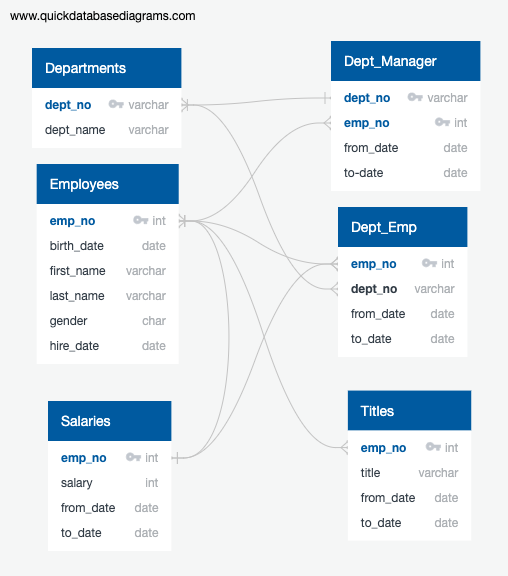 www.quickdatabasediagrams.com
Departments
dept_no varchar
dept_name varchar
Employees
emp_no int
birth_date date
first_name varchar
last_name varchar
gender char
hire_date date
Salaries
emp_no int
salary int
from_date date
to_date date
Dept_Manager
dept_no varchar
emp_no int
from_date date
to-date date
Dept_Emp
emp_no int
dept_no varchar
from_date date
to_date date
Titles
emp_no int
title varchar
from_date date
to_date date